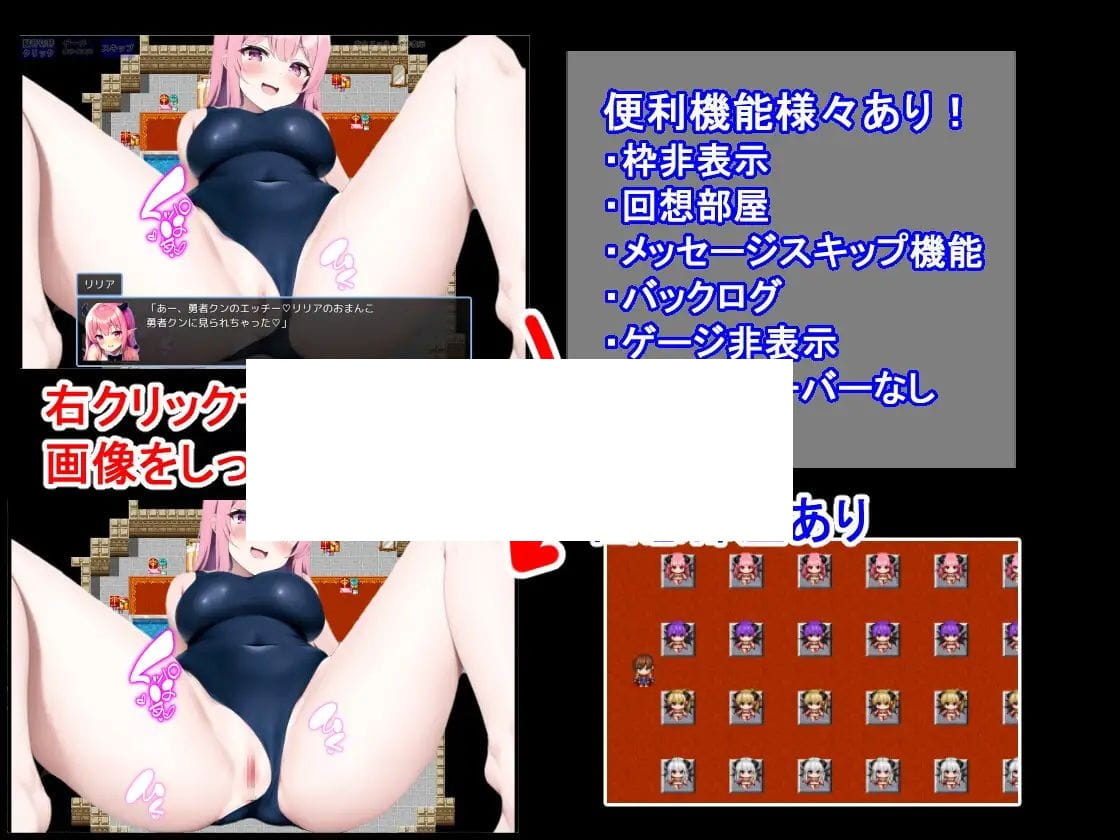 スキップ
リリア
「あー、勇者クンのエッチー♡リリアのおまんこ
勇者クンに見られちゃった♡」
右クリック
画像をしっ
便利機能様々あり！
・枠非表示
・回想部屋
・メッセージスキップ機能
・バックログ
・ゲージ非表示
ーバーなし
あり